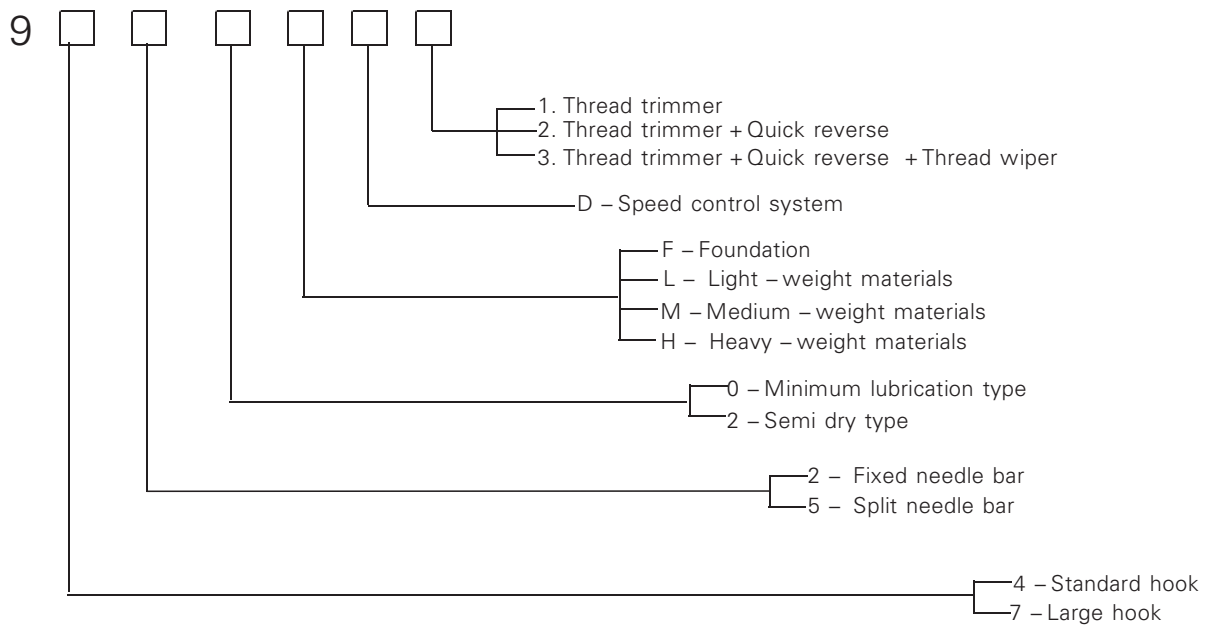 9
1. Thread trimmer
2. Thread trimmer + Quick reverse
3. Thread trimmer + Quick reverse + Thread wiper
D – Speed control system
F – Foundation
L – Light – weight materials
M – Medium – weight materials
H – Heavy – weight materials
0 – Minimum lubrication type
2 – Semi dry type
2 – Fixed needle bar
5 – Split needle bar
4 – Standard hook
7 – Large hook